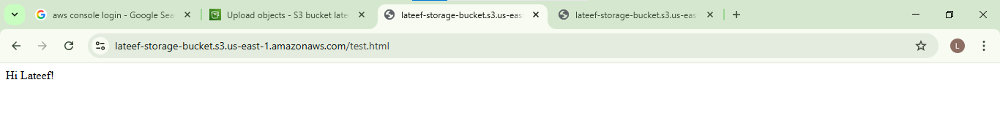 aws console login - Google Sea
Upload objects - S3 bucket late
lateef-storage-bucket.s3.us-eas
lateef-storage-bucket.s3.us-eas
lateef-storage-bucket.s3.us-east-1.amazonaws.com/test.html
L
Hi Lateef!